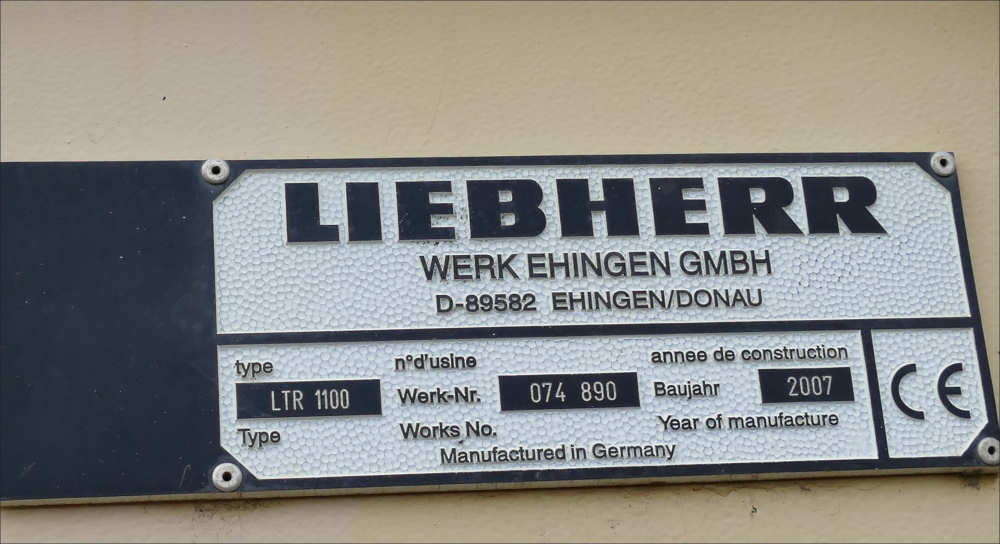 LIEBHERR
WERK EHINGEN GMBH
D-89582 EHINGEN/DONAU
type n°d'usine annee de construction
LTR 1100 Werk-Nr. 074 890 Baujahr 2007
Type Works No. Year of manufacture
Manufactured in Germany
CE